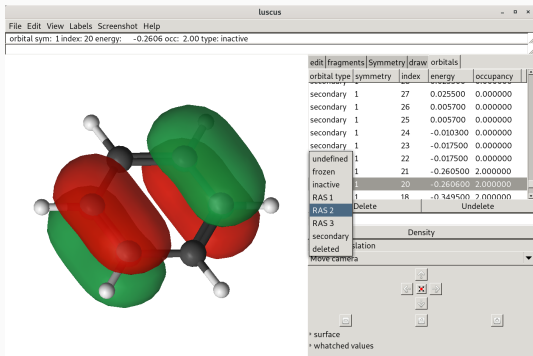 luscus
File Edit View Labels Screenshot Help
orbital sym: 1 index: 20 energy: -0.2606 occ: 2.00 type: inactive
edit fragments Symmetry draw orbitals
orbital type symmetry index energy occupancy
secondary 1 27 0.025500 0.000000
secondary 1 26 0.005700 0.000000
secondary 1 25 0.005700 0.000000
secondary 1 24 -0.010300 0.000000
secondary 1 23 -0.017500 0.000000
undefined 1 22 -0.017500 0.000000
frozen 1 21 -0.260500 2.000000
inactive 1 20 -0.260600 2.000000
RAS 1 1 18 -0.349500 2.000000
RAS 2 Delete Undelete
RAS 3
secondary Density
deleted slation
Move camera
surface
whatched values